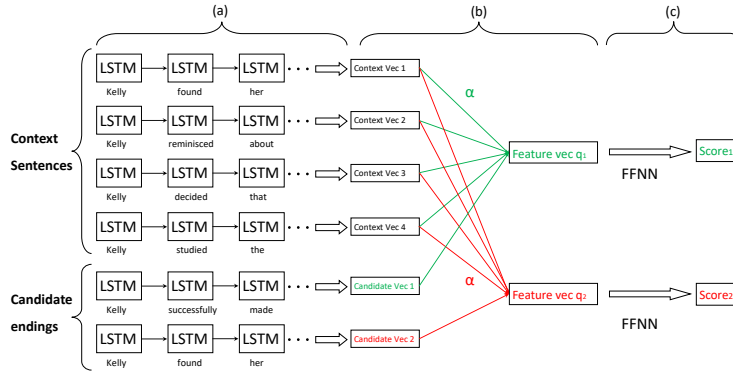 (a) (b) (c)
LSTM LSTM LSTM ... Context Vec 1
Kelly found her
α
LSTM LSTM LSTM ... Context Vec 2
Kelly reminisced about
Context
Sentences
Feature vec q₁ Score₁
FFNN
LSTM LSTM LSTM ... Context Vec 3
Kelly decided that
LSTM LSTM LSTM ... Context Vec 4
Kelly studied the
α
Candidate
endings
LSTM LSTM LSTM ... Candidate Vec 1
Kelly successfully made
Feature vec q₂ Score₂
FFNN
LSTM LSTM LSTM ... Candidate Vec 2
Kelly found her